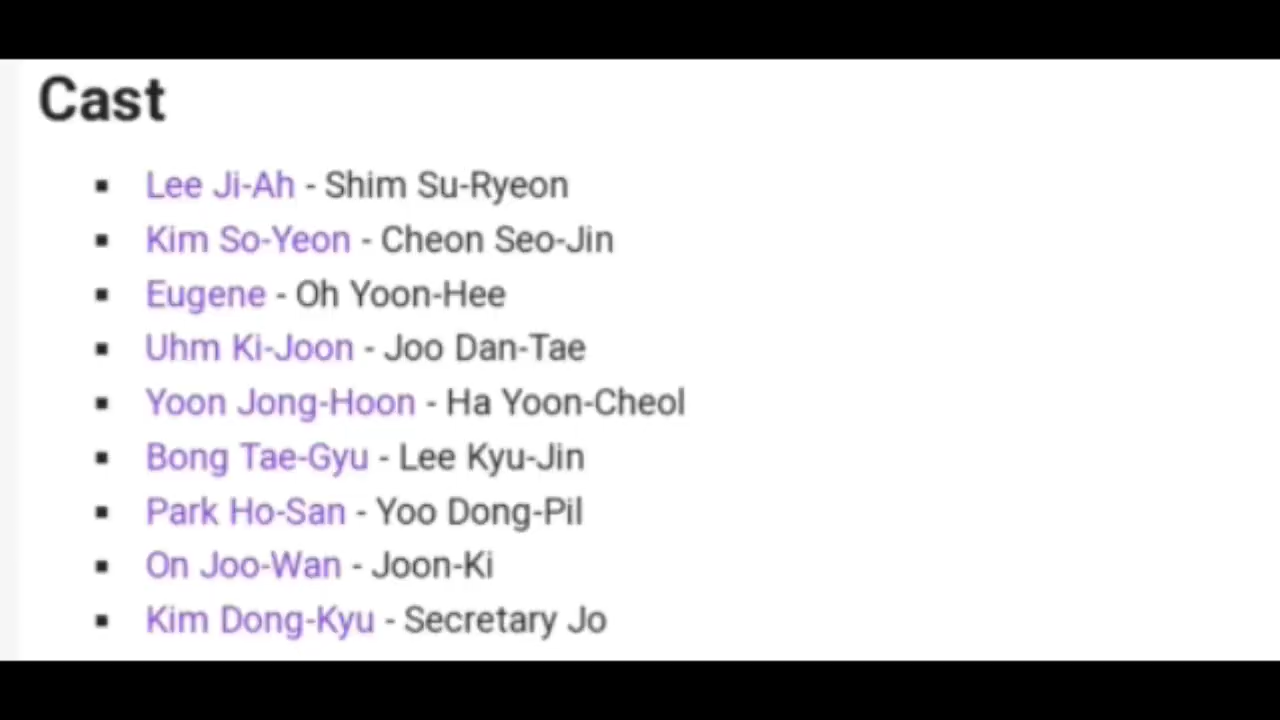 Cast
▪ Lee Ji-Ah - Shim Su-Ryeon
▪ Kim So-Yeon - Cheon Seo-Jin
▪ Eugene - Oh Yoon-Hee
▪ Uhm Ki-Joon - Joo Dan-Tae
▪ Yoon Jong-Hoon - Ha Yoon-Cheol
▪ Bong Tae-Gyu - Lee Kyu-Jin
▪ Park Ho-San - Yoo Dong-Pil
▪ On Joo-Wan - Joon-Ki
▪ Kim Dong-Kyu - Secretary Jo